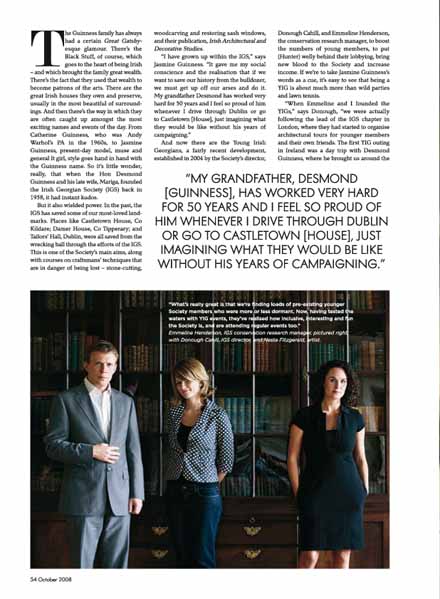 The Guinness family has always
had a certain Great Gatsby-
esque glamour. There's the
Black Stuff, of course, which
goes to the heart of being Irish
– and which brought the family great wealth.
There's the fact that they used that wealth to
become patrons of the arts. There are the
great Irish houses they own and preserve,
usually in the most beautiful of surround-
ings. And then there's the way in which they
are often caught up amongst the most
exciting names and events of the day. From
Catherine Guinness, who was Andy
Warhol's PA in the 1960s, to Jasmine
Guinness, present-day model, muse and
general It girl, style goes hand in hand with
the Guinness name. So it's little wonder,
really, that when the Hon Desmond
Guinness and his late wife, Mariga, founded
the Irish Georgian Society (IGS) back in
1958, it had instant kudos.
But it also wielded power. In the past, the
IGS has saved some of our most-loved land-
marks. Places like Castletown House, Co
Kildare; Damer House, Co Tipperary; and
Tailors' Hall, Dublin, were all saved from the
wrecking ball through the efforts of the IGS.
This is one of the Society's main aims, along
with courses on craftsmans' techniques that
are in danger of being lost – stone-cutting,
woodcarving and restoring sash windows,
and their publication, Irish Architectural and
Decorative Studies.
"I have grown up within the IGS," says
Jasmine Guinness. "It gave me my social
conscience and the realisation that if we
want to save our history from the bulldozer,
we must get up off our arses and do it.
My grandfather Desmond has worked very
hard for 50 years and I feel so proud of him
whenever I drive through Dublin or go
to Castletown [House], just imagining what
they would be like without his years of
campaigning."
And now there are the Young Irish
Georgians, a fairly recent development,
established in 2004 by the Society's director,
Donough Cahill, and Emmeline Henderson,
the conservation research manager, to boost
the numbers of young members, to put
(Hunter) welly behind their lobbying, bring
new blood to the Society and increase
income. If we're to take Jasmine Guinness's
words as a cue, it's easy to see that being a
YIG is about much more than wild parties
and lawn tennis.
"When Emmeline and I founded the
YIGs," says Donough, "we were actually
following the lead of the IGS chapter in
London, where they had started to organise
architectural tours for younger members
and their own friends. The first YIG outing
in Ireland was a day trip with Desmond
Guinness, where he brought us around the
"MY GRANDFATHER, DESMOND
[GUINNESS], HAS WORKED VERY HARD
FOR 50 YEARS AND I FEEL SO PROUD OF
HIM WHENEVER I DRIVE THROUGH DUBLIN
OR GO TO CASTLETOWN [HOUSE], JUST
IMAGINING WHAT THEY WOULD BE LIKE
WITHOUT HIS YEARS OF CAMPAIGNING."
"What's really great is that we're finding loads of pre-existing younger
Society members who were more or less dormant. Now, having tasted the
waters with YIG events, they've realised how inclusive, interesting and fun
the Society is, and are attending regular events too."
Emmeline Henderson, IGS conservation research manager, pictured right,
with Donough Cahill, IGS director, and Nesta Fitzgerald, artist.
54 October 2008